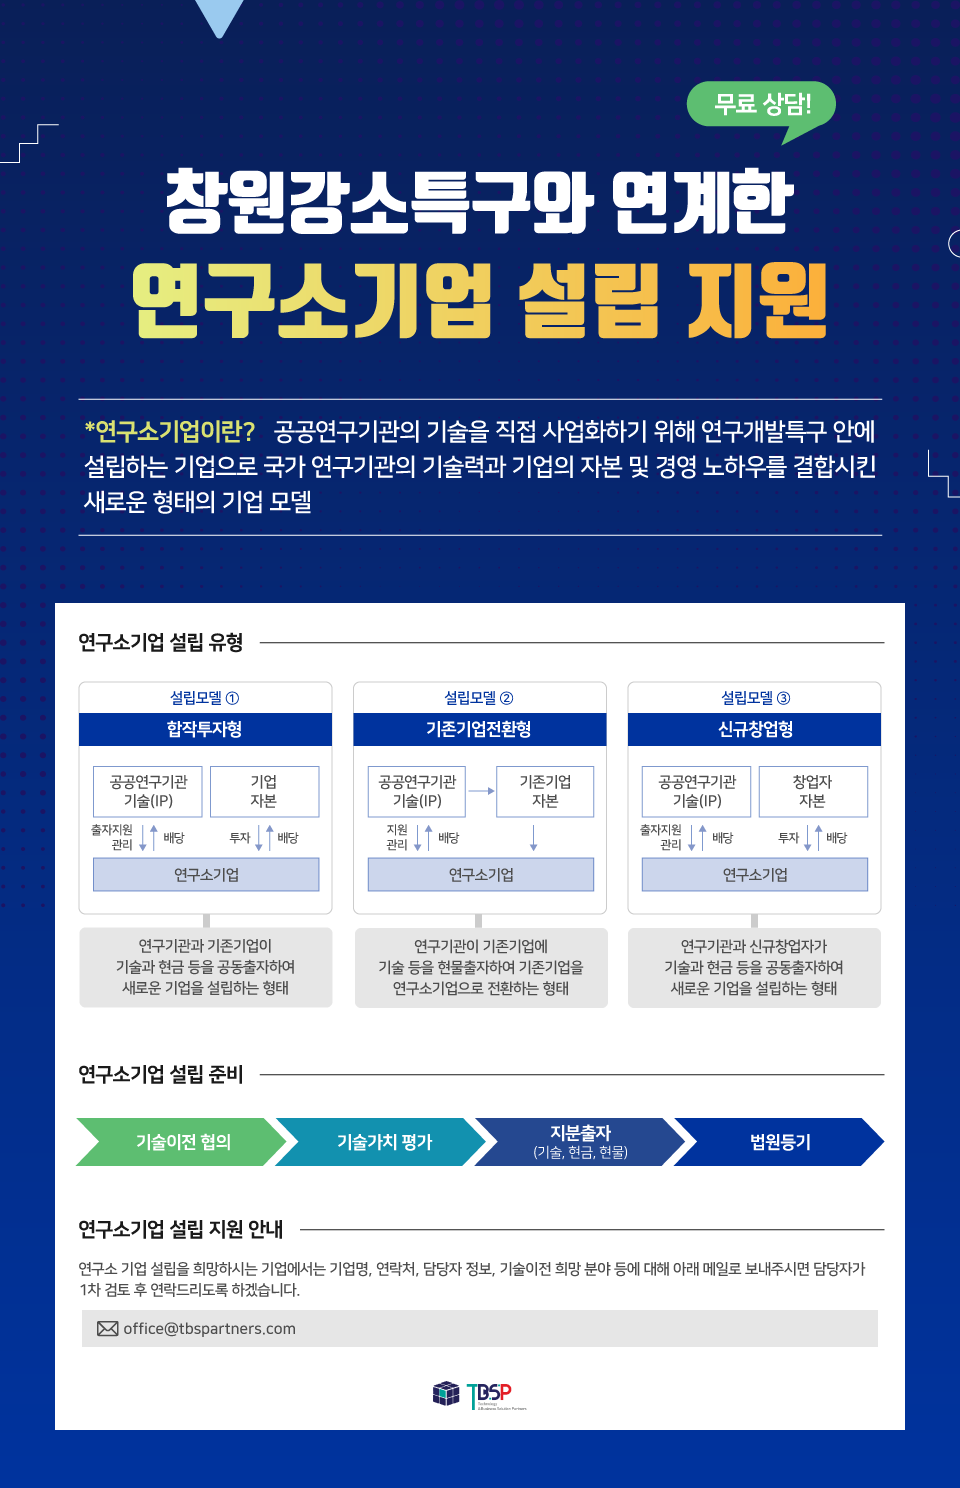 무료 상담!
창원강소특구와 연계한
연구소기업 설립 지원
*연구소기업이란? 공공연구기관의 기술을 직접 사업화하기 위해 연구개발특구 안에
설립하는 기업으로 국가 연구기관의 기술력과 기업의 자본 및 경영 노하우를 결합시킨
새로운 형태의 기업 모델
연구소기업 설립 유형
설립모델 ①
합작투자형
공공연구기관
기술(IP)
기업
자본
출자지원
관리
배당
투자
배당
연구소기업
연구기관과 기존기업이
기술과 현금 등을 공동출자하여
새로운 기업을 설립하는 형태
설립모델 ②
기존기업전환형
공공연구기관
기술(IP)
기존기업
자본
지원
관리
배당
연구소기업
연구기관이 기존기업에
기술 등을 현물출자하여 기존기업을
연구소기업으로 전환하는 형태
설립모델 ③
신규창업형
공공연구기관
기술(IP)
창업자
자본
출자지원
관리
배당
투자
배당
연구소기업
연구기관과 신규창업자가
기술과 현금 등을 공동출자하여
새로운 기업을 설립하는 형태
연구소기업 설립 준비
기술이전 협의
기술가치 평가
지분출자
(기술, 현금, 현물)
법원등기
연구소기업 설립 지원 안내
연구소 기업 설립을 희망하시는 기업에서는 기업명, 연락처, 담당자 정보, 기술이전 희망 분야 등에 대해 아래 메일로 보내주시면 담당자가
1차 검토 후 연락드리도록 하겠습니다.
office@tbspartners.com
TBSP
Technology
&Business Solution Partners